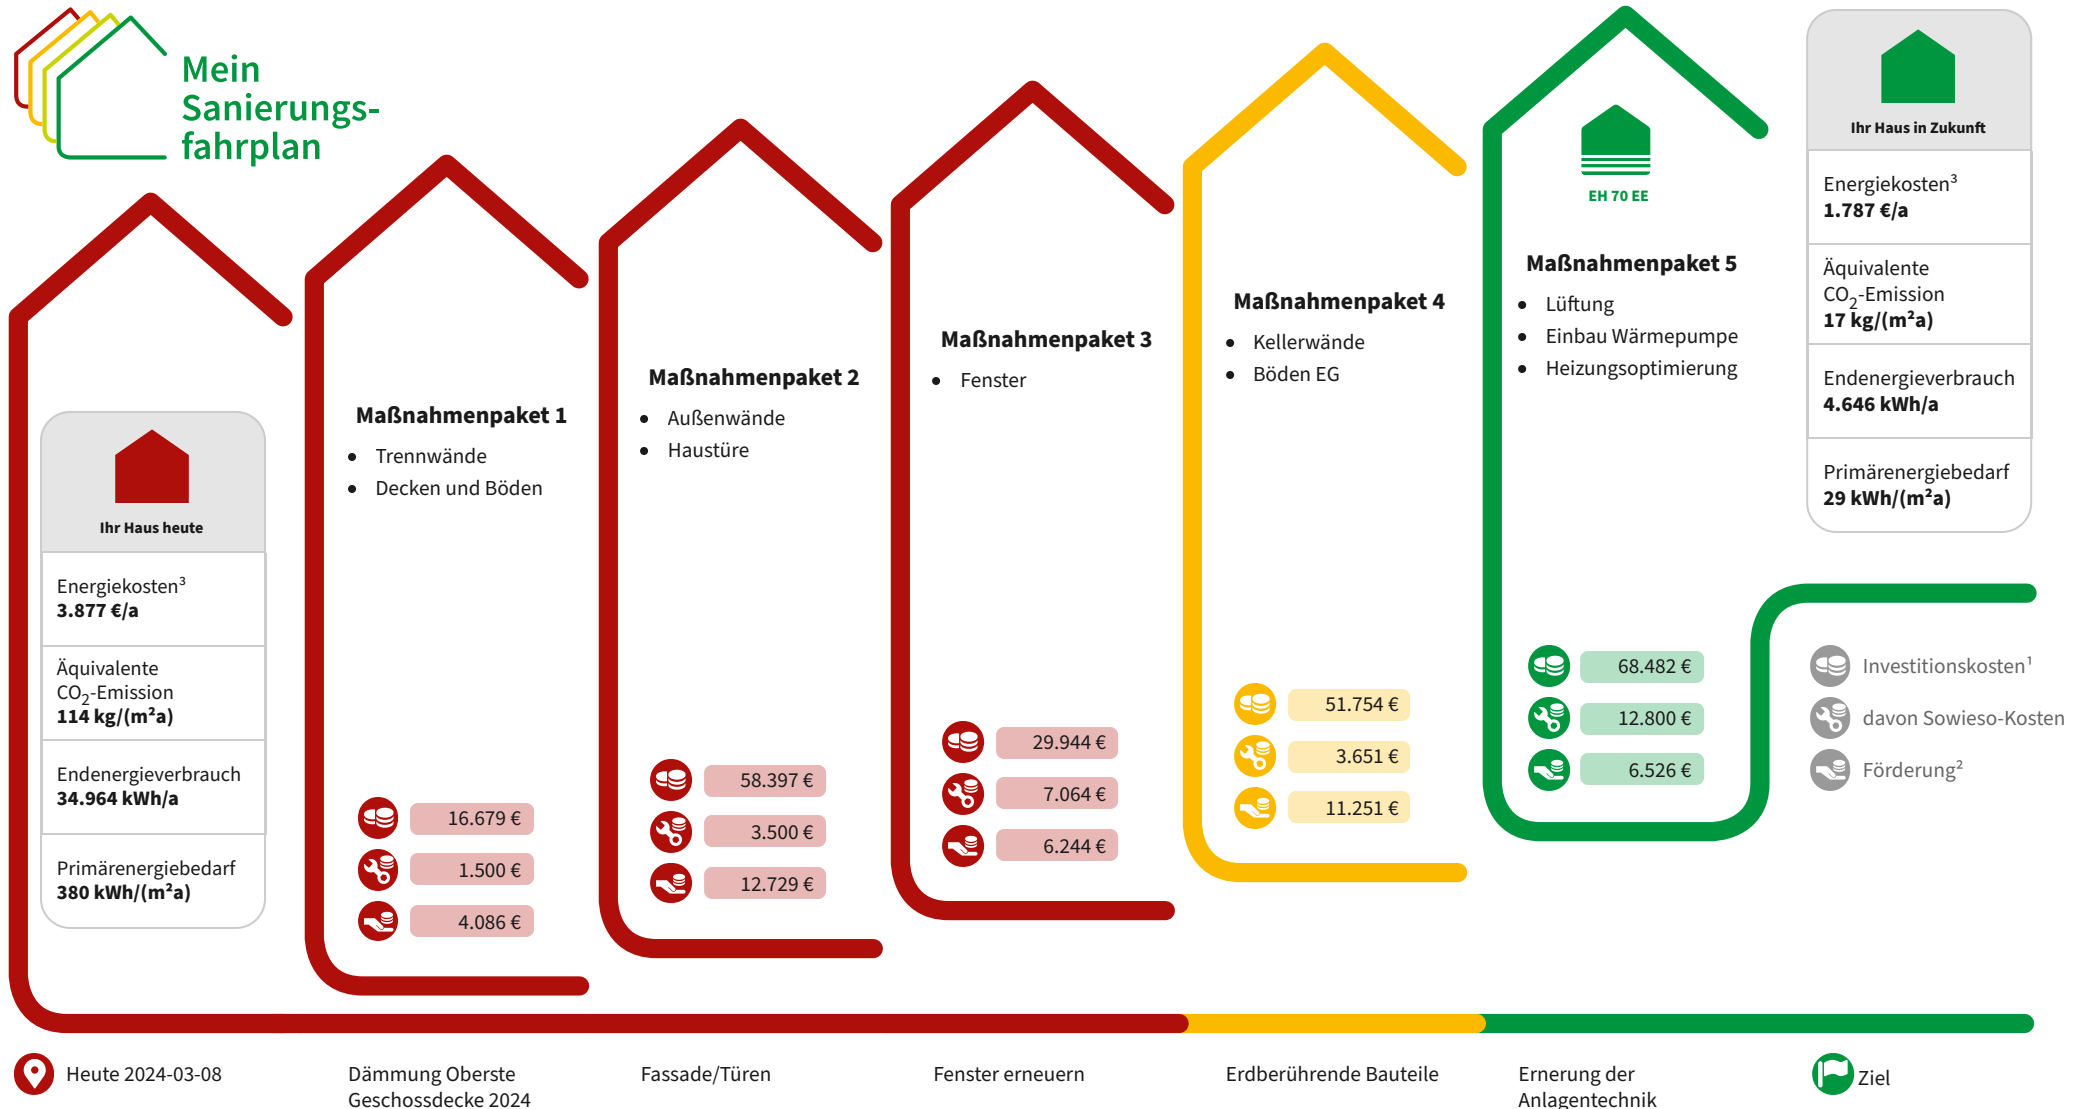 Mein
Sanierungs-
fahrplan
Ihr Haus heute
Energiekosten³
3.877 €/a
Äquivalente
CO₂-Emission
114 kg/(m²a)
Endenergieverbrauch
34.964 kWh/a
Primärenergiebedarf
380 kWh/(m²a)
Maßnahmenpaket 1
• Trennwände
• Decken und Böden
16.679 €
1.500 €
4.086 €
Maßnahmenpaket 2
• Außenwände
• Haustüre
58.397 €
3.500 €
12.729 €
Maßnahmenpaket 3
• Fenster
29.944 €
7.064 €
6.244 €
Maßnahmenpaket 4
• Kellerwände
• Böden EG
51.754 €
3.651 €
11.251 €
EH 70 EE
Maßnahmenpaket 5
• Lüftung
• Einbau Wärmepumpe
• Heizungsoptimierung
68.482 €
12.800 €
6.526 €
Ihr Haus in Zukunft
Energiekosten³
1.787 €/a
Äquivalente
CO₂-Emission
17 kg/(m²a)
Endenergieverbrauch
4.646 kWh/a
Primärenergiebedarf
29 kWh/(m²a)
Investitionskosten¹
davon Sowieso-Kosten
Förderung²
Heute 2024-03-08
Dämmung Oberste
Geschossdecke 2024
Fassade/Türen
Fenster erneuern
Erdberührende Bauteile
Ernerung der
Anlagentechnik
Ziel